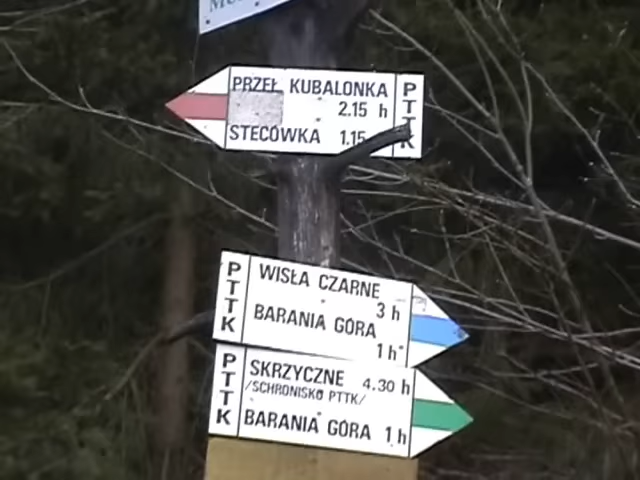 PRZEŁ KUBALONKA
2.15 h
STECÓWKA 1.15
PTTK
PTTK
WISŁA CZARNE
3 h
BARANIA GÓRA
1 h
PTTK
SKRZYCZNE 4.30 h
/SCHRONISKO PTTK/
BARANIA GÓRA 1 h